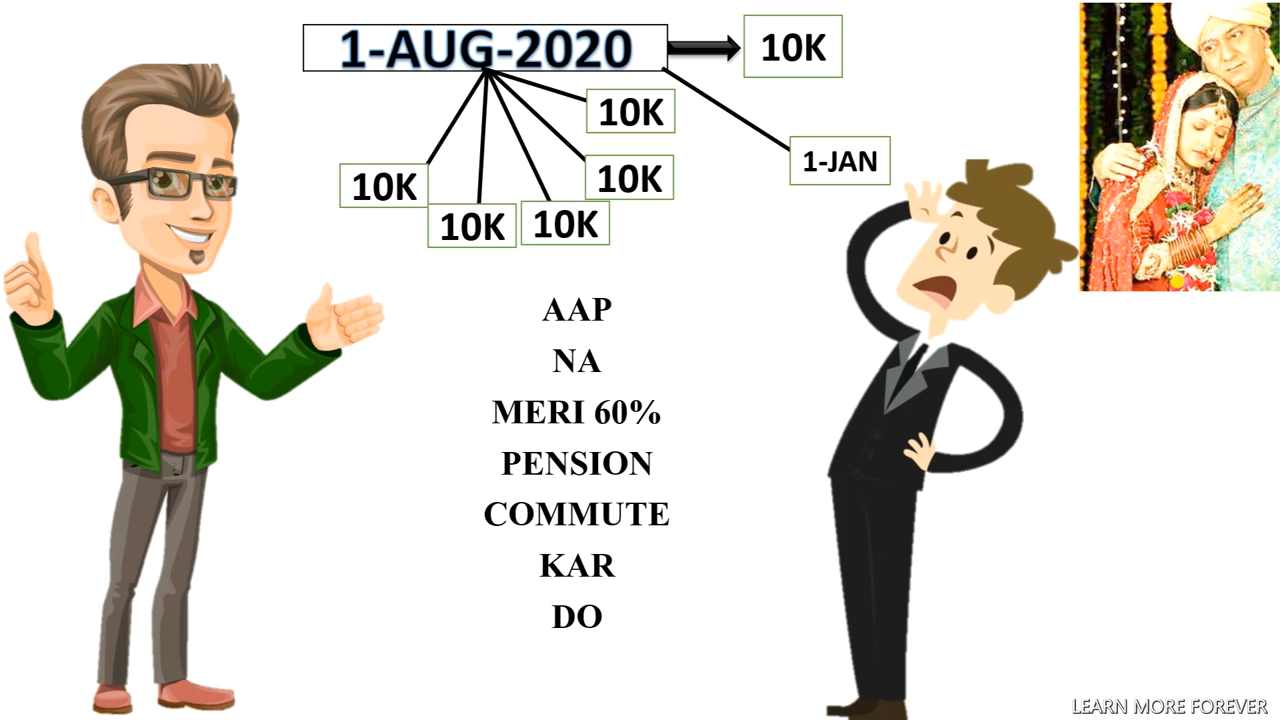 1-AUG-2020
10K
10K
1-JAN
10K
10K
10K
10K
AAP
NA
MERI 60%
PENSION
COMMUTE
KAR
DO
LEARN MORE FOREVER